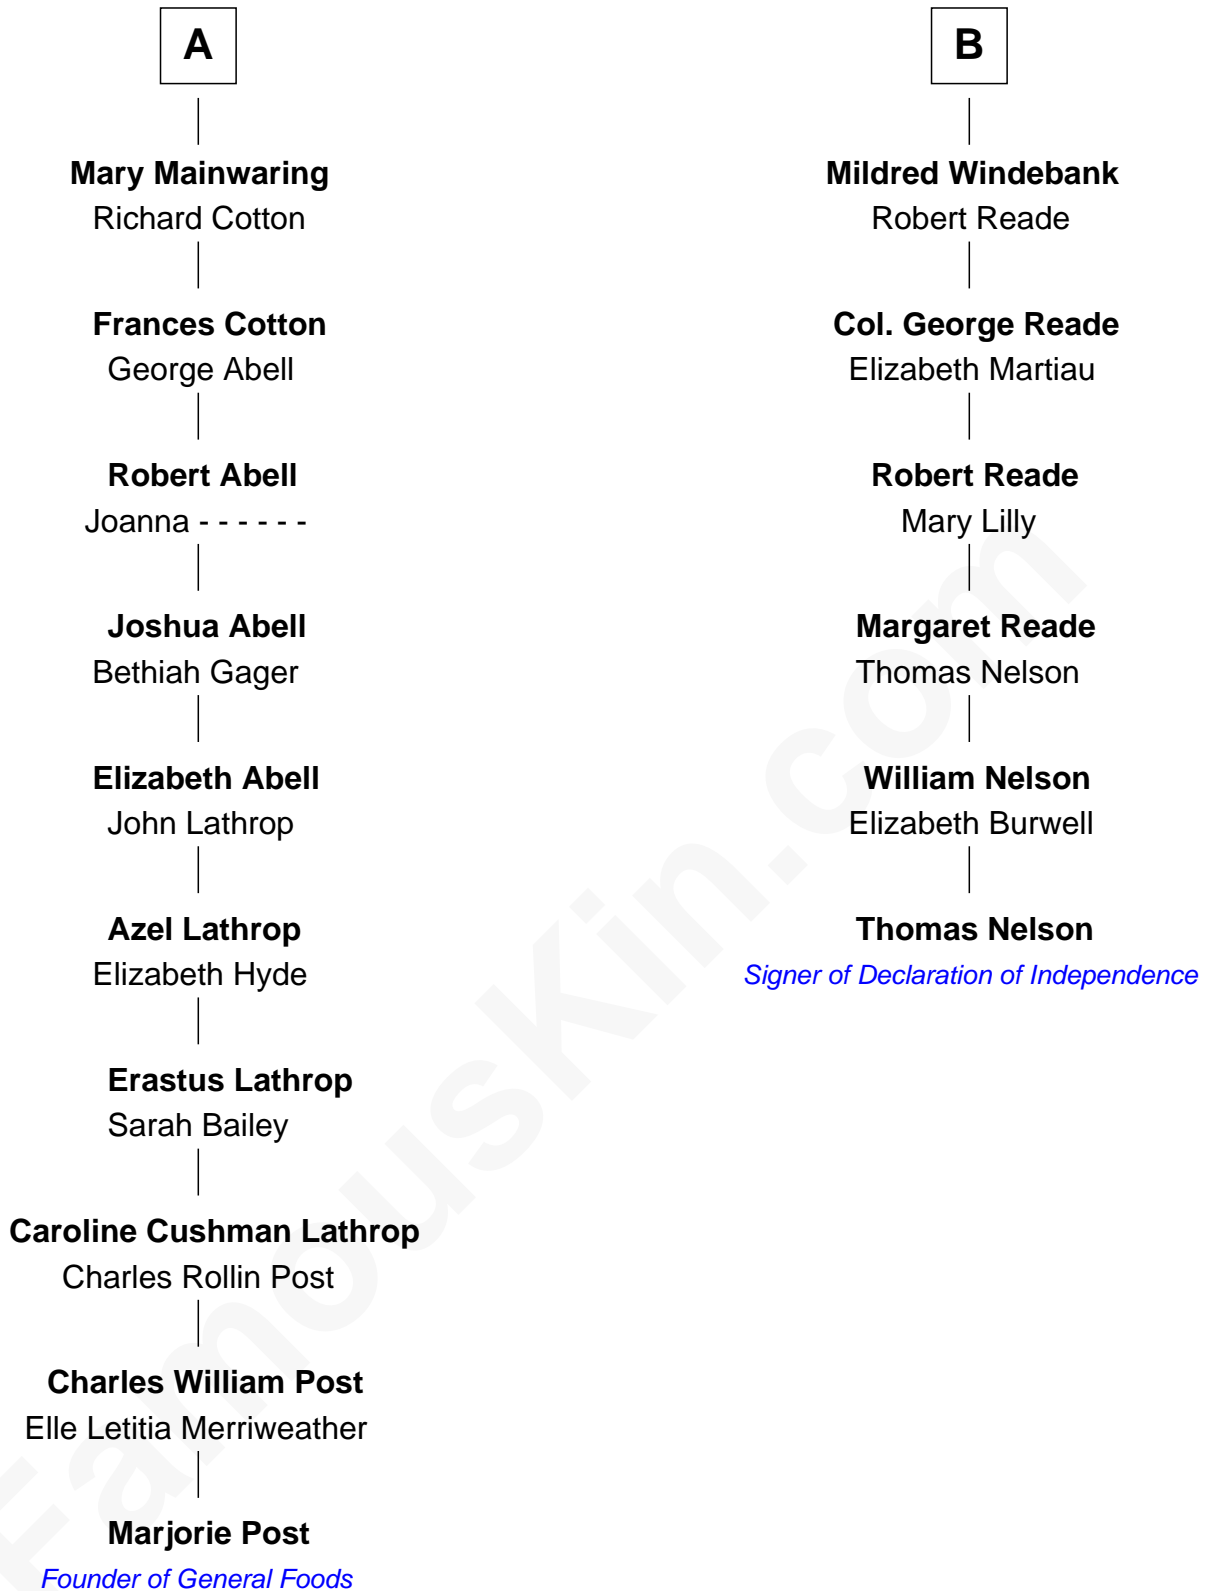 A
Mary Mainwaring
Richard Cotton
Frances Cotton
George Abell
Robert Abell
Joanna - - - - - -
Joshua Abell
Bethiah Gager
Elizabeth Abell
John Lathrop
Azel Lathrop
Elizabeth Hyde
Erastus Lathrop
Sarah Bailey
Caroline Cushman Lathrop
Charles Rollin Post
Charles William Post
Elle Letitia Merriweather
Marjorie Post
Founder of General Foods
B
Mildred Windebank
Robert Reade
Col. George Reade
Elizabeth Martiau
Robert Reade
Mary Lilly
Margaret Reade
Thomas Nelson
William Nelson
Elizabeth Burwell
Thomas Nelson
Signer of Declaration of Independence
FamousKin.com